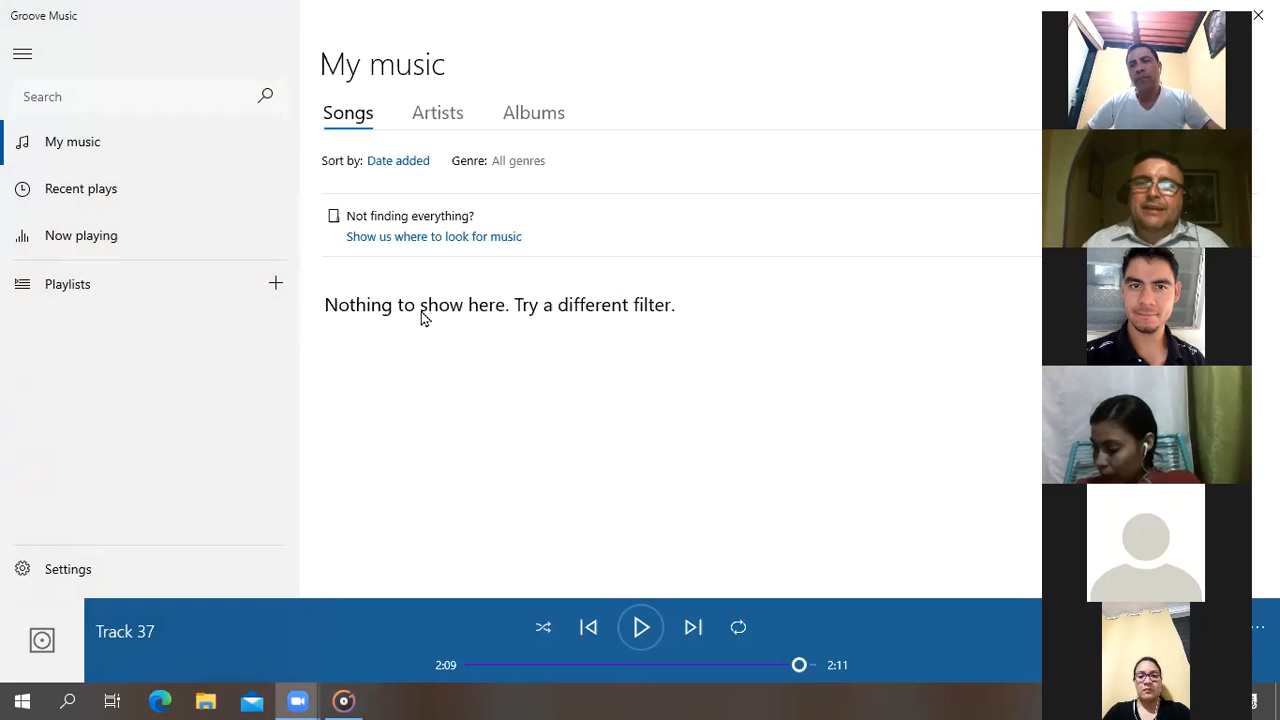 Groove Music
Search
My music
Recent plays
Now playing
Playlists
Settings
My music
Songs Artists Albums
Sort by: Date added Genre: All genres
Not finding everything?
Show us where to look for music
Nothing to show here. Try a different filter.
Track 37
2:09 2:11